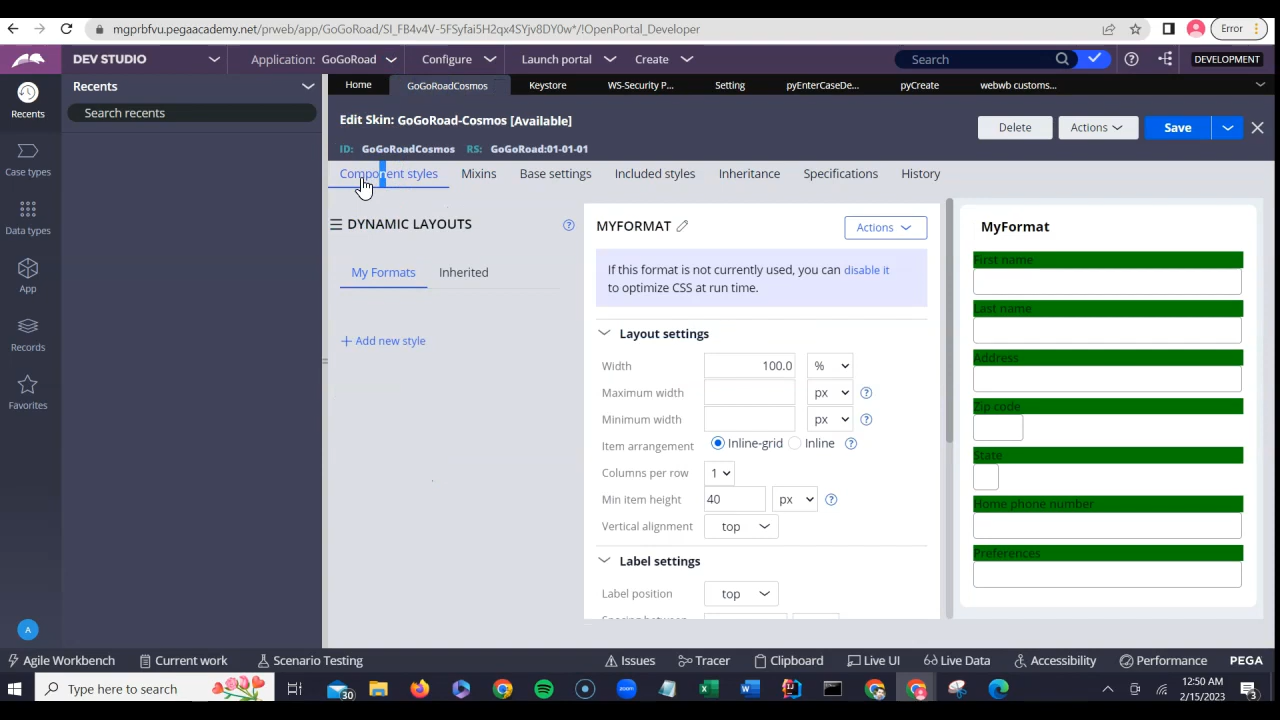 mgprbfvu.pegaacademy.net/prweb/app/GoGoRoad/SI_FB4v4V-5FSyfai5H2qx4SYjv8DY0w*/!OpenPortal_Developer
Error
DEV STUDIO
Application: GoGoRoad
Configure
Launch portal
Create
Search
DEVELOPMENT
Recents
Home
GoGoRoadCosmos
Keystore
WS-Security P...
Setting
pyEnterCaseDe...
pyCreate
webwb customs...
Recents
Search recents
Case types
Data types
App
Records
Favorites
A
Edit Skin: GoGoRoad-Cosmos [Available]
ID: GoGoRoadCosmos RS: GoGoRoad:01-01-01
Delete
Actions
Save
Component styles
Mixins
Base settings
Included styles
Inheritance
Specifications
History
DYNAMIC LAYOUTS
?
My Formats
Inherited
+ Add new style
MYFORMAT
Actions
If this format is not currently used, you can disable it
to optimize CSS at run time.
Layout settings
Width 100.0 %
Maximum width px ?
Minimum width px ?
Item arrangement Inline-grid Inline ?
Columns per row 1
Min item height 40 px ?
Vertical alignment top
Label settings
Label position top
MyFormat
First name
Last name
Address
Zip code
State
Home phone number
Preferences
Agile Workbench
Current work
Scenario Testing
Issues
Tracer
Clipboard
Live UI
Live Data
Accessibility
Performance
PEGA
Type here to search
30
12:50 AM
2/15/2023
3